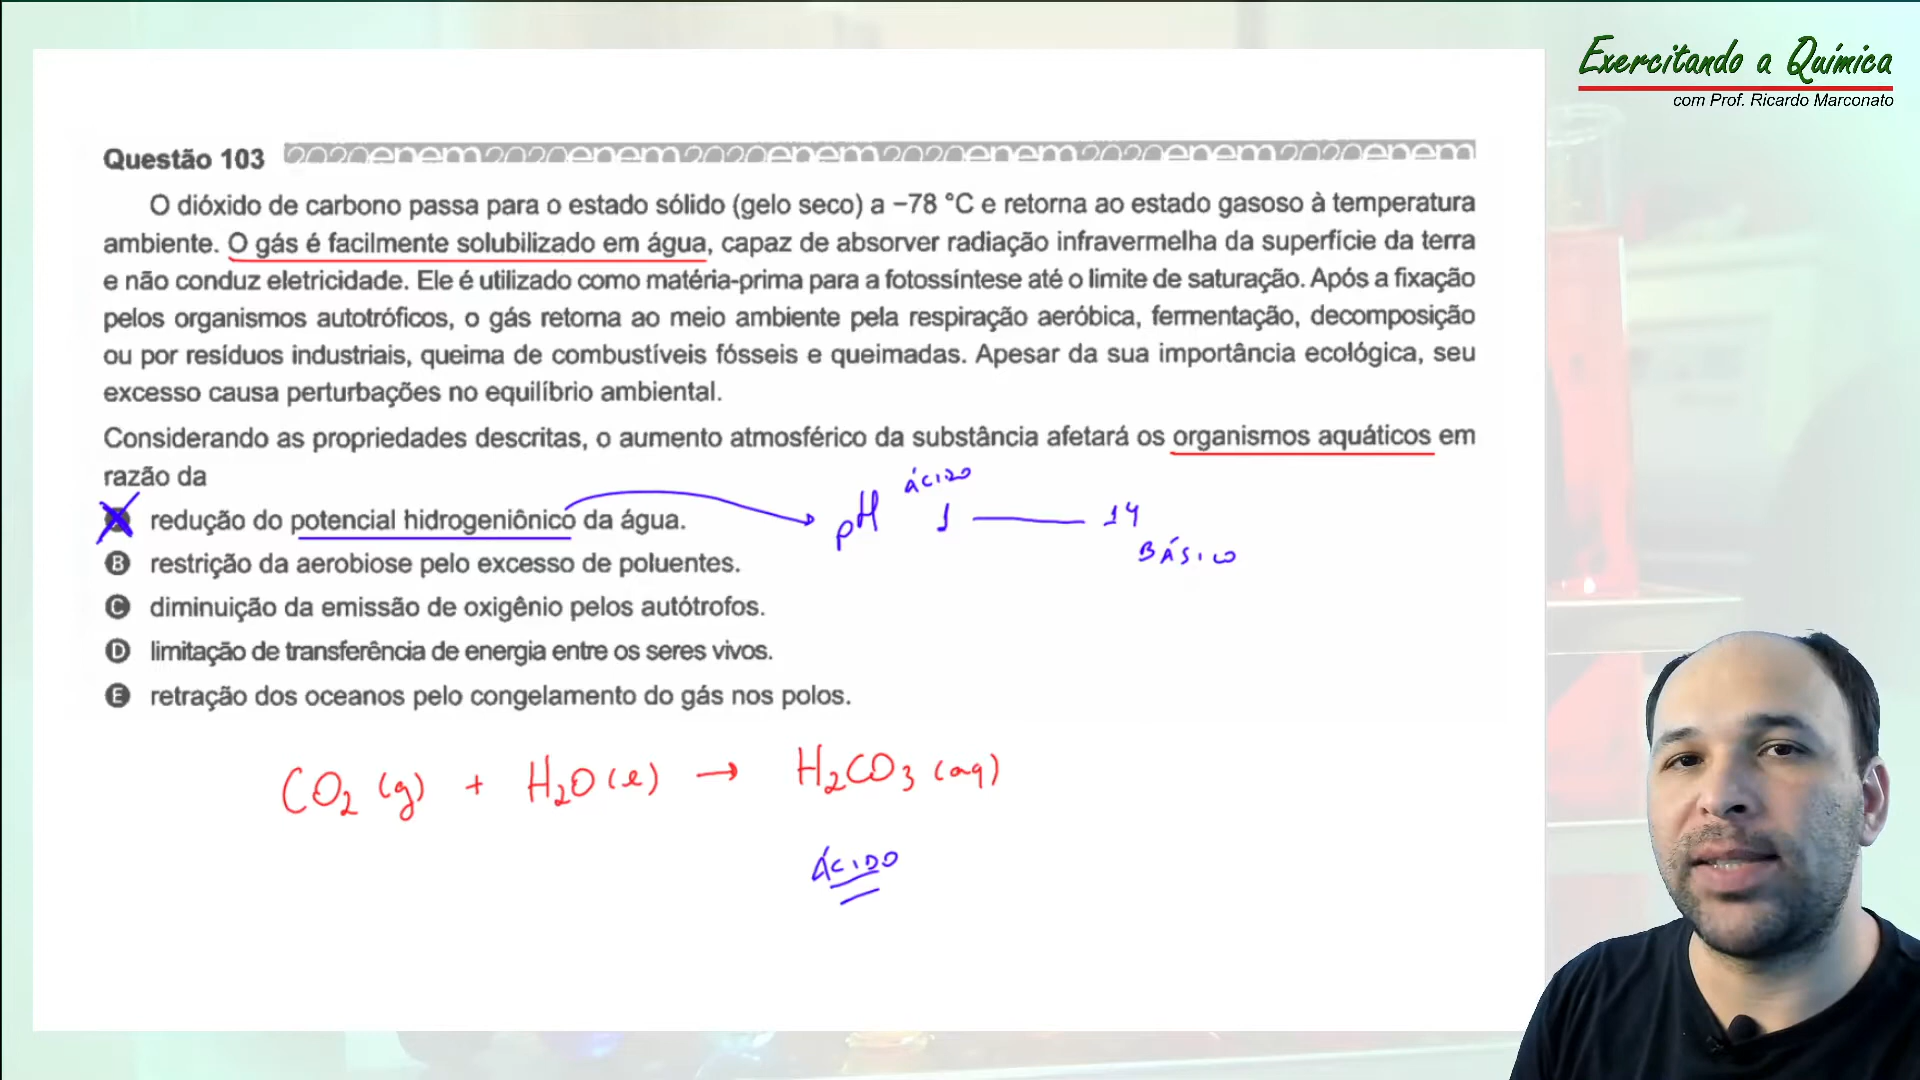 Exercitando a Química
com Prof. Ricardo Marconato
Questão 103 2020enem2020enem2020enem2020enem2020enem2020enem
O dióxido de carbono passa para o estado sólido (gelo seco) a −78 °C e retorna ao estado gasoso à temperatura
ambiente. O gás é facilmente solubilizado em água, capaz de absorver radiação infravermelha da superfície da terra
e não conduz eletricidade. Ele é utilizado como matéria-prima para a fotossíntese até o limite de saturação. Após a fixação
pelos organismos autotróficos, o gás retorna ao meio ambiente pela respiração aeróbica, fermentação, decomposição
ou por resíduos industriais, queima de combustíveis fósseis e queimadas. Apesar da sua importância ecológica, seu
excesso causa perturbações no equilíbrio ambiental.
Considerando as propriedades descritas, o aumento atmosférico da substância afetará os organismos aquáticos em
razão da
ÁCIDO
redução do potencial hidrogeniônico da água. pH 1 14
BÁSICO
B restrição da aerobiose pelo excesso de poluentes.
C diminuição da emissão de oxigênio pelos autótrofos.
D limitação de transferência de energia entre os seres vivos.
E retração dos oceanos pelo congelamento do gás nos polos.
CO2 (g) + H2O (l) → H2CO3 (aq)
ÁCIDO